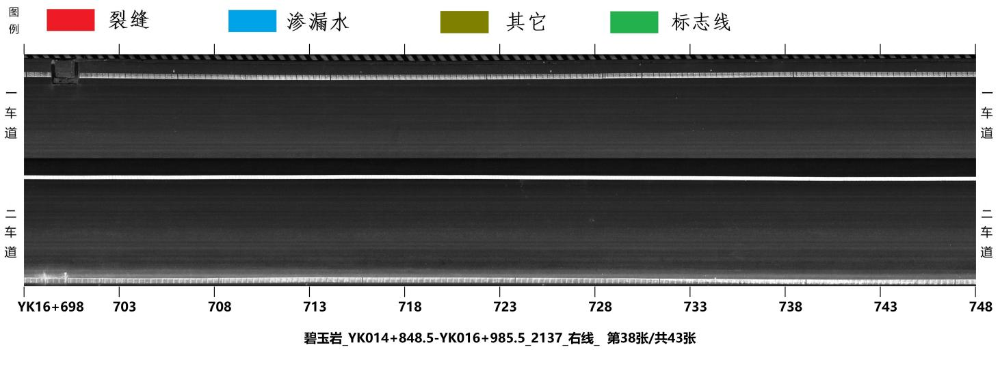 图例
裂缝 渗漏水 其它 标志线
一车道 一车道
二车道 二车道
YK16+698 703 708 713 718 723 728 733 738 743 748
碧玉岩_YK014+848.5-YK016+985.5_2137_右线_ 第38张/共43张